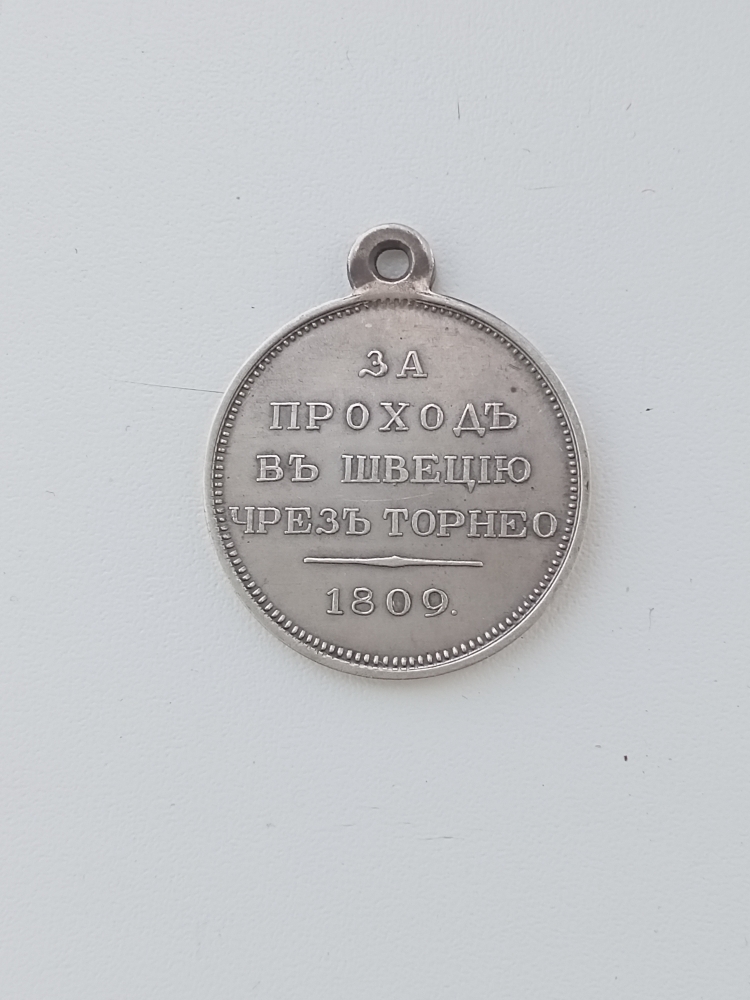 ЗА
ПРОХОДЪ
ВЪ ШВЕЦІЮ
ЧРЕЗЪ ТОРНЕО
1809.